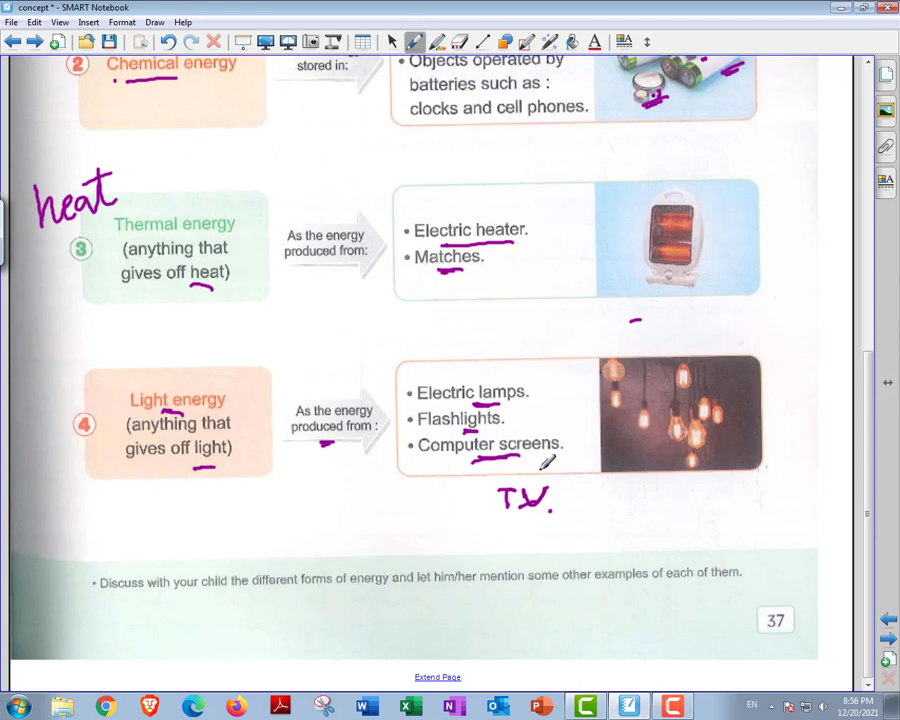 concept * - SMART Notebook
File Edit View Insert Format Draw Window Help
2 Chemical energy
stored in:
• Objects operated by
batteries such as :
clocks and cell phones.
heat
3 Thermal energy
(anything that
gives off heat)
As the energy
produced from:
• Electric heater.
• Matches.
4 Light energy
(anything that
gives off light)
As the energy
produced from :
• Electric lamps.
• Flashlights.
• Computer screens.
T.V.
• Discuss with your child the different forms of energy and let him/her mention some other examples of each of them.
37
Extend Page
EN
8:56 PM
12/20/2021